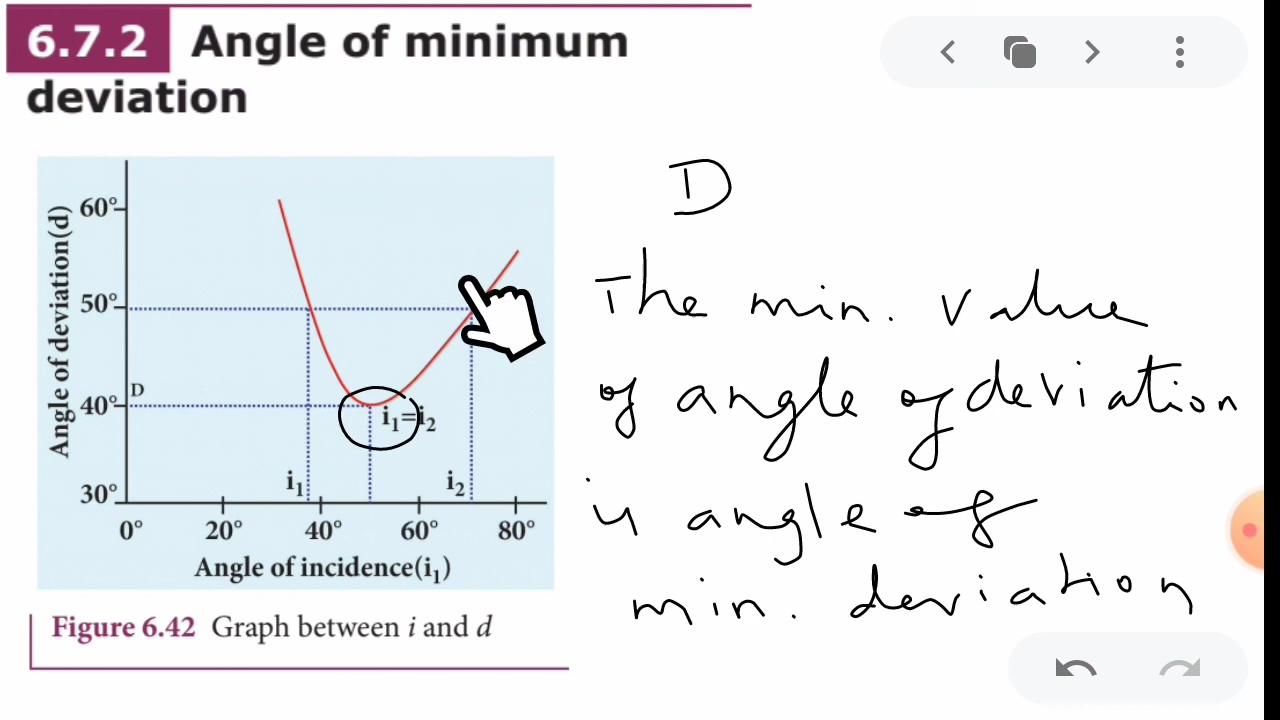 6.7.2 Angle of minimum
deviation
60°
50°
D
40°
30°
Angle of deviation(d)
i₁=i₂
i₁
i₂
0° 20° 40° 60° 80°
Angle of incidence(i₁)
Figure 6.42 Graph between i and d
D
The min. value
of angle of deviation
is angle of
min. deviation